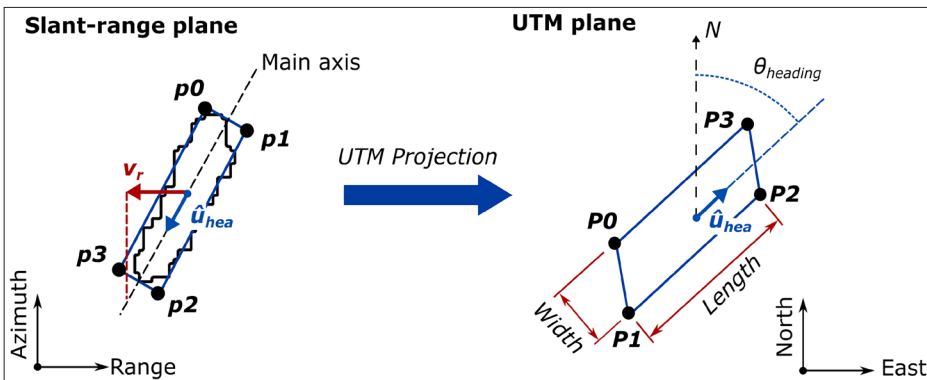 Slant-range plane
UTM plane
Main axis
p0
p1
v_r
û_hea
p3
p2
Azimuth
Range
UTM Projection
N
θ_heading
P3
P2
û_hea
P0
P1
Width
Length
North
East